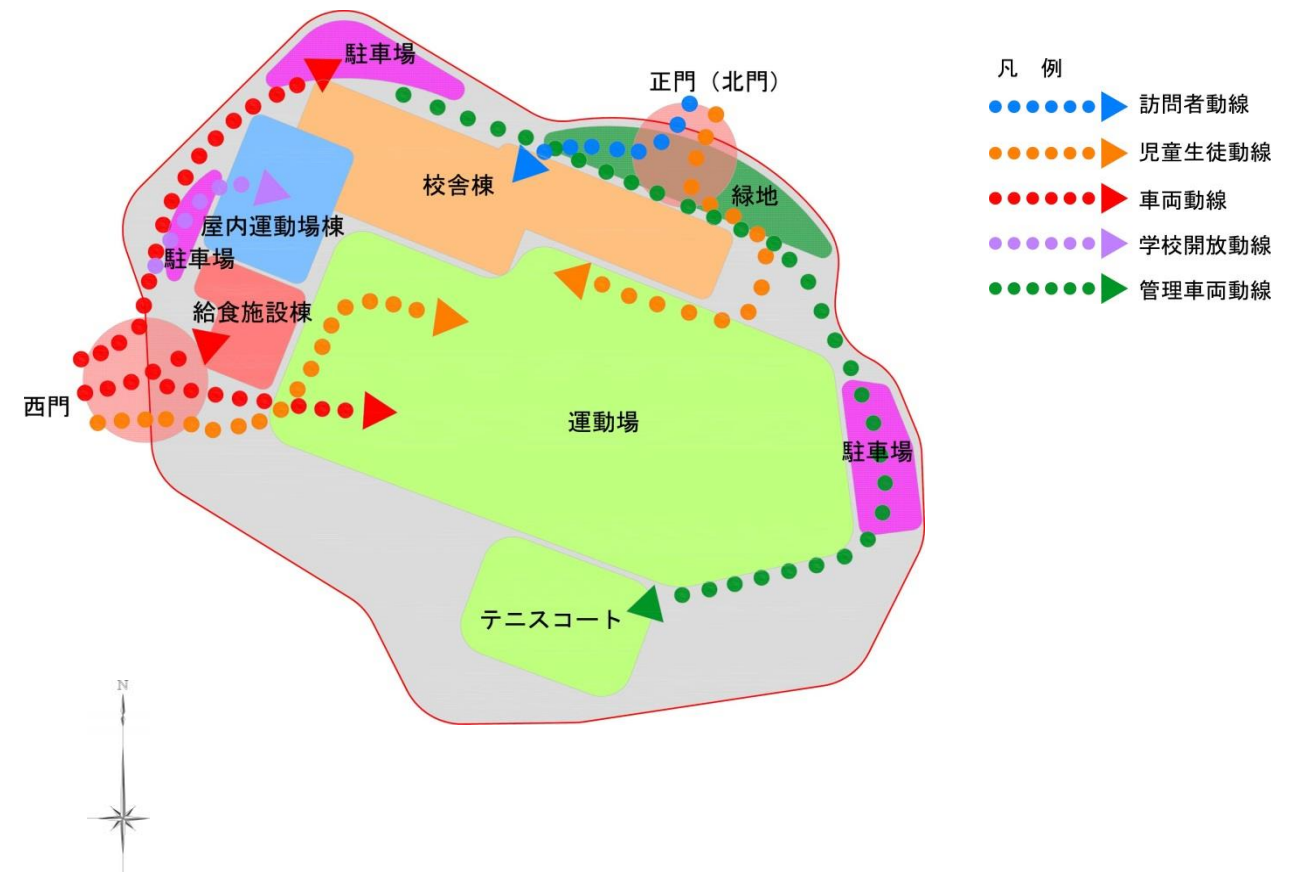 駐車場
正門（北門）
校舎棟
緑地
屋内運動場棟
駐車場
給食施設棟
西門
運動場
駐車場
テニスコート
凡　例
訪問者動線
児童生徒動線
車両動線
学校開放動線
管理車両動線
N